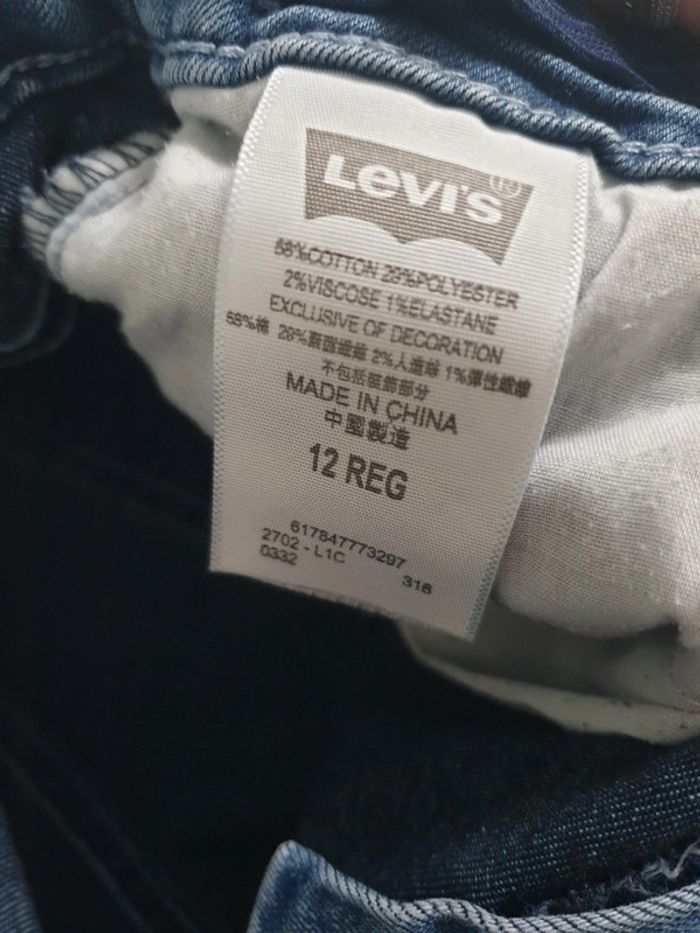 LEVI'S ®
68%COTTON 29%POLYESTER
2%VISCOSE 1%ELASTANE
EXCLUSIVE OF DECORATION
68%棉 29%聚酯纖維 2%人造絲 1%彈性纖維
不包括裝飾部分
MADE IN CHINA
中國製造
12 REG
617847773297
2702 - L1C
0332 316